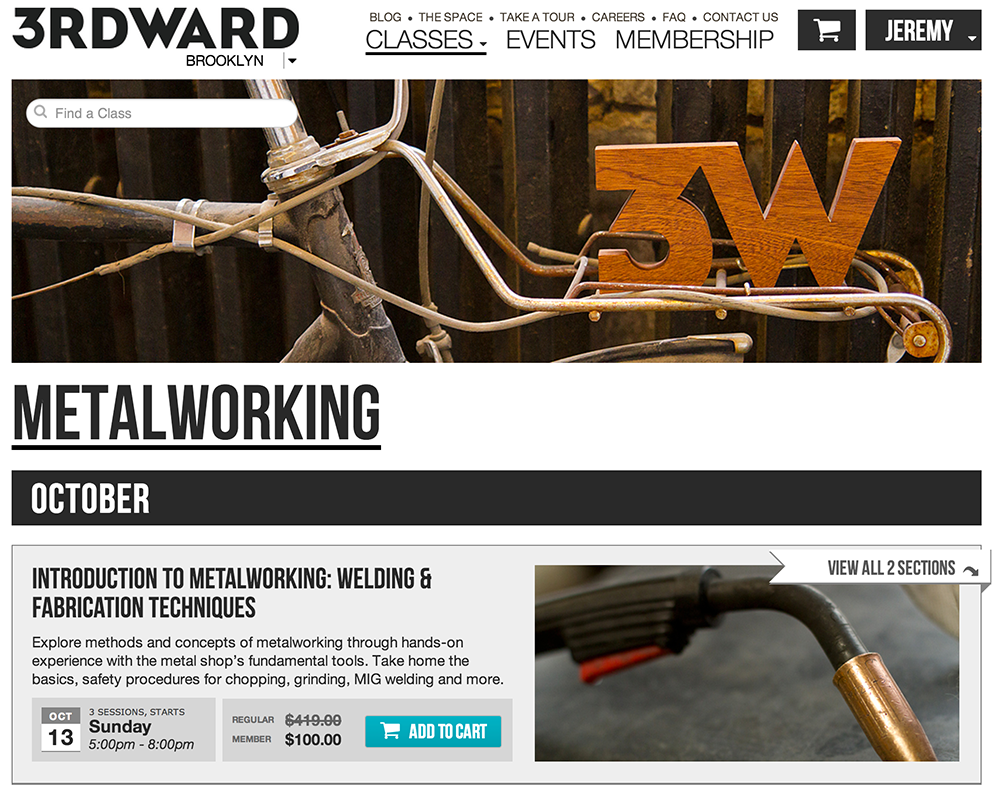 3RDWARD
BROOKLYN
BLOG • THE SPACE • TAKE A TOUR • CAREERS • FAQ • CONTACT US
CLASSES EVENTS MEMBERSHIP
JEREMY
Find a Class
3W
METALWORKING
OCTOBER
INTRODUCTION TO METALWORKING: WELDING &
FABRICATION TECHNIQUES
VIEW ALL 2 SECTIONS
Explore methods and concepts of metalworking through hands-on
experience with the metal shop's fundamental tools. Take home the
basics, safety procedures for chopping, grinding, MIG welding and more.
OCT
13
3 SESSIONS, STARTS
Sunday
5:00pm - 8:00pm
REGULAR $419.00
MEMBER $100.00
ADD TO CART